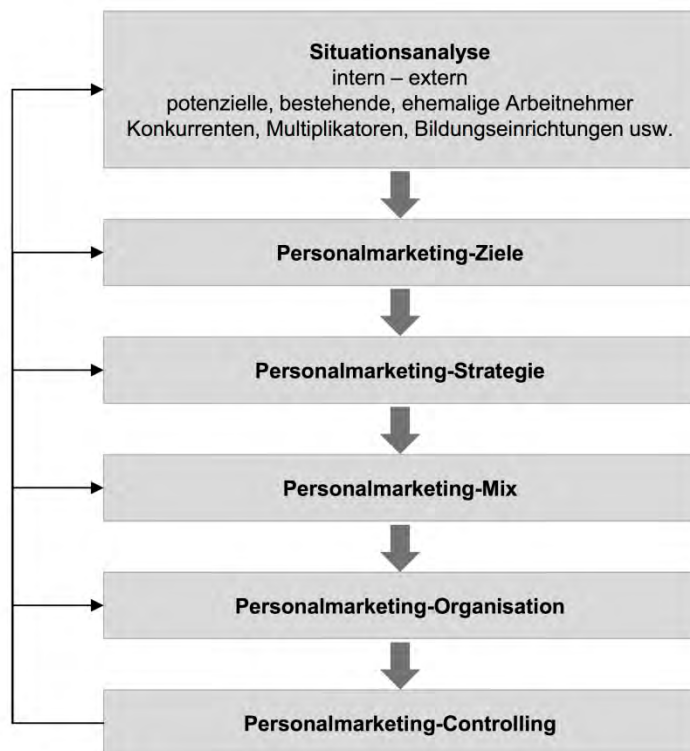 Situationsanalyse
intern – extern
potenzielle, bestehende, ehemalige Arbeitnehmer
Konkurrenten, Multiplikatoren, Bildungseinrichtungen usw.
Personalmarketing-Ziele
Personalmarketing-Strategie
Personalmarketing-Mix
Personalmarketing-Organisation
Personalmarketing-Controlling